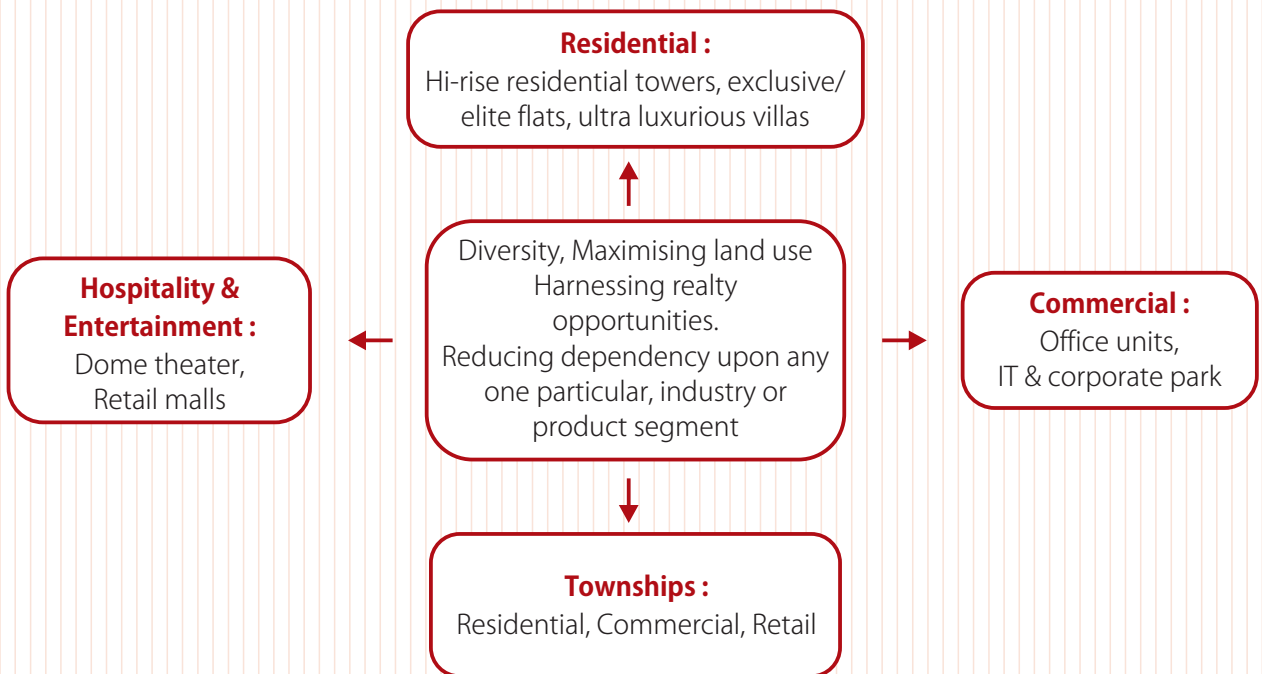 Residential :
Hi-rise residential towers, exclusive/
elite flats, ultra luxurious villas
Diversity, Maximising land use
Harnessing realty
opportunities.
Reducing dependency upon any
one particular, industry or
product segment
Hospitality &
Entertainment :
Dome theater,
Retail malls
Commercial :
Office units,
IT & corporate park
Townships :
Residential, Commercial, Retail